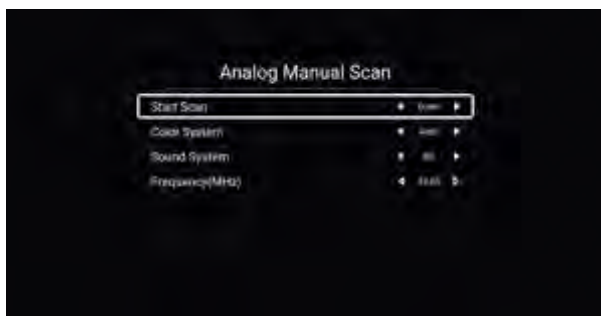 Analog Manual Scan
Start Scan
Color System
Sound System
Frequency(MHz)